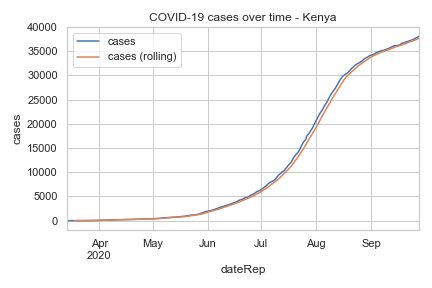 COVID-19 cases over time - Kenya
cases
cases (rolling)
40000
35000
30000
25000
20000
15000
10000
5000
0
cases
Apr May Jun Jul Aug Sep
2020
dateRep